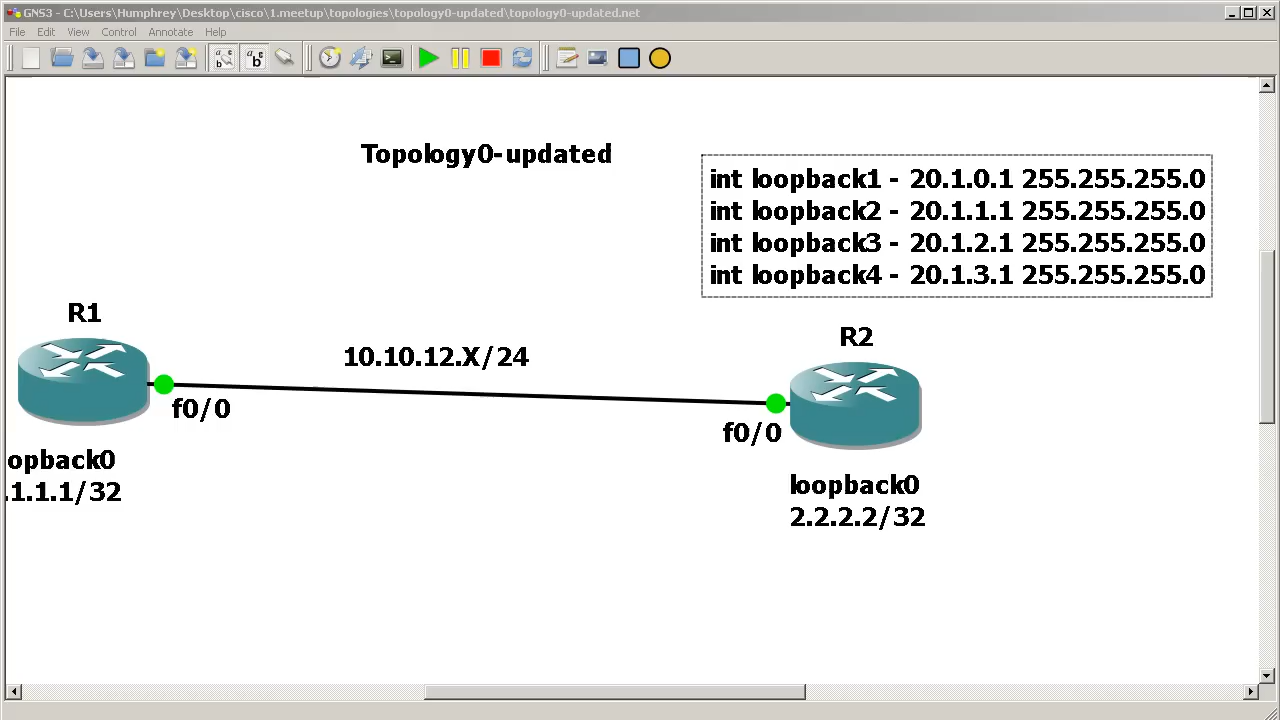 GNS3 - C:\Users\Humphrey\Desktop\cisco\1.meetup\topologies\topology0-updated\topology0-updated.net
File Edit View Control Annotate Help
Topology0-updated
int loopback1 - 20.1.0.1 255.255.255.0
int loopback2 - 20.1.1.1 255.255.255.0
int loopback3 - 20.1.2.1 255.255.255.0
int loopback4 - 20.1.3.1 255.255.255.0
R1
R2
10.10.12.X/24
f0/0
f0/0
opback0
.1.1.1/32
loopback0
2.2.2.2/32